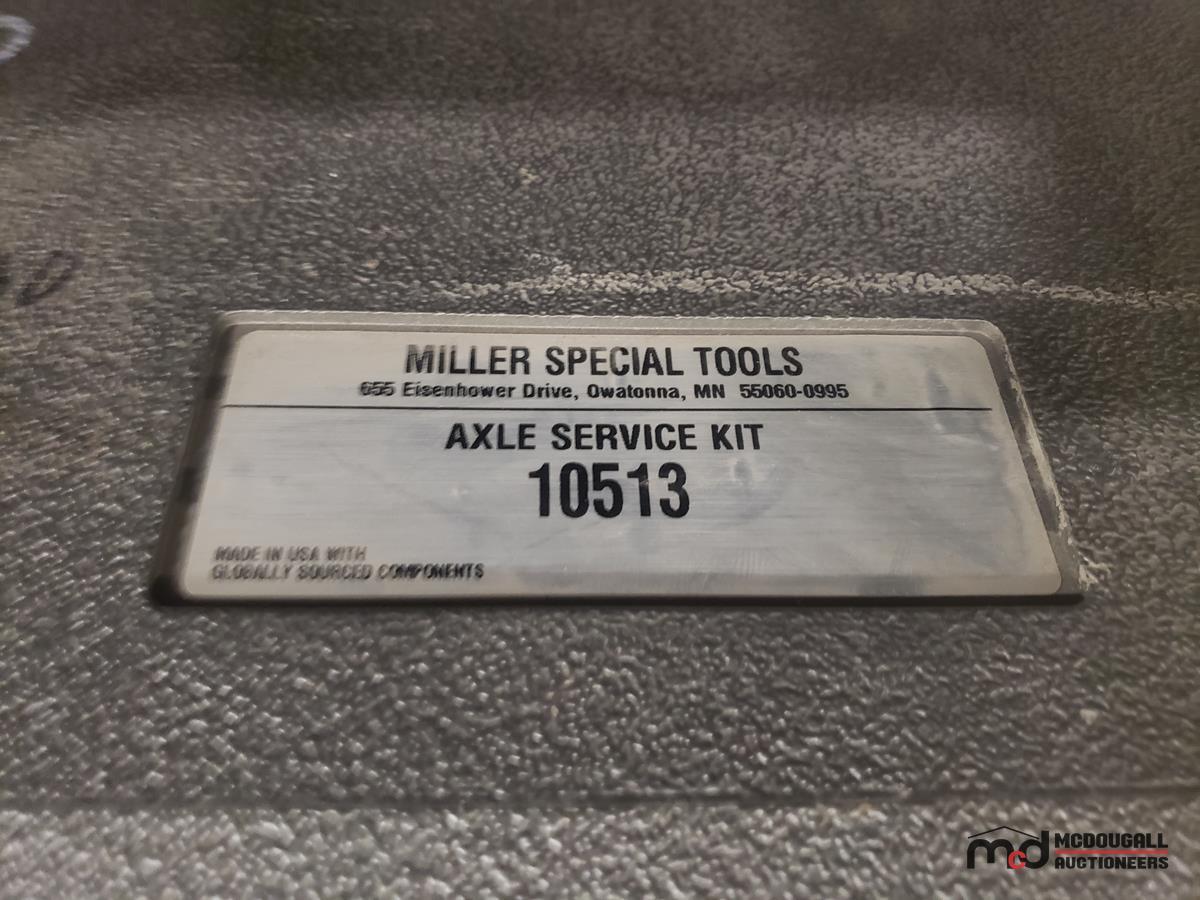 MILLER SPECIAL TOOLS
655 Eisenhower Drive, Owatonna, MN 55060-0995
AXLE SERVICE KIT
10513
MADE IN USA WITH
GLOBALLY SOURCED COMPONENTS
mcd MCDOUGALL
AUCTIONEERS